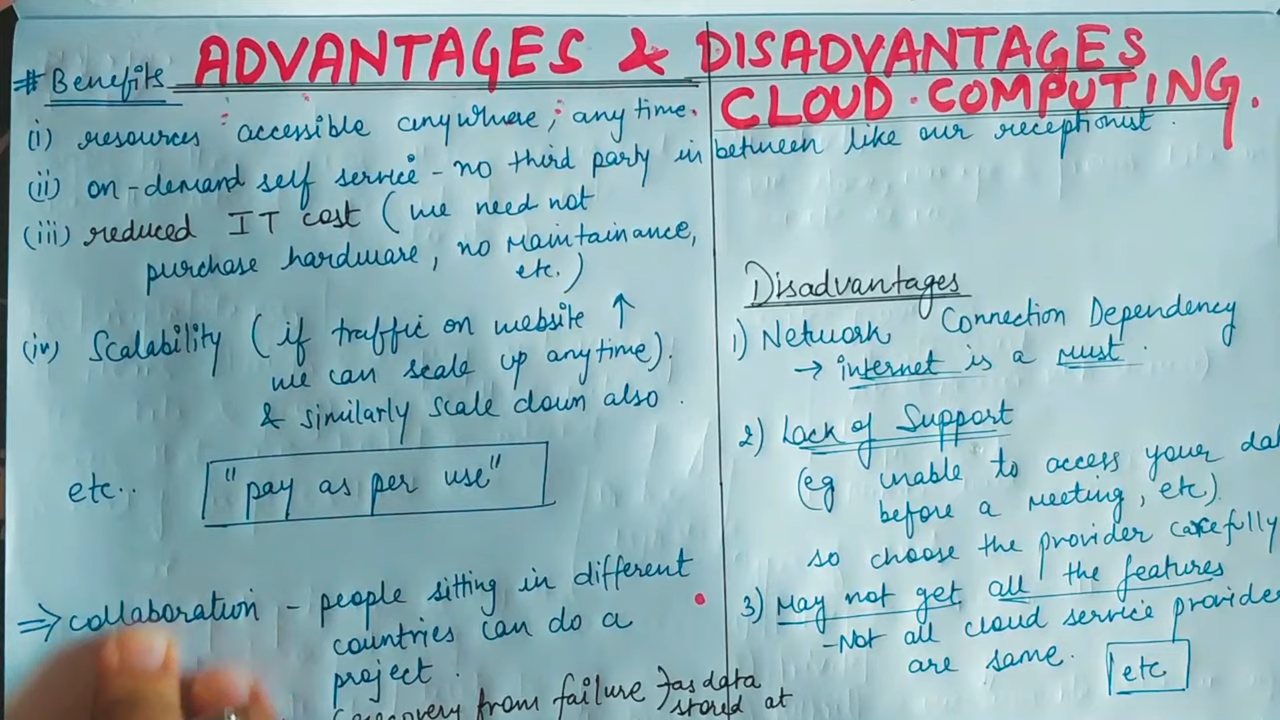 ADVANTAGES & DISADVANTAGES
CLOUD COMPUTING.
# Benefits
(i) resources accessible anywhere, any time.
(ii) on-demand self service - no third party in between like our receptionist.
(iii) reduced IT cost (we need not
purchase hardware, no maintainance,
etc.)
(iv) Scalability (if traffic on website ↑
we can scale up anytime).
& similarly scale down also.
etc.. "pay as per use"
⇒ collaboration - people sitting in different
countries can do a
project.
recovery from failure as data
stored at
Disadvantages
1) Network Connection Dependency
→ internet is a must.
2) Lack of Support
(eg unable to access your
before a meeting, etc).
so choose the provider carefully
3) May not get all the features
- Not all cloud service provider
are same. etc